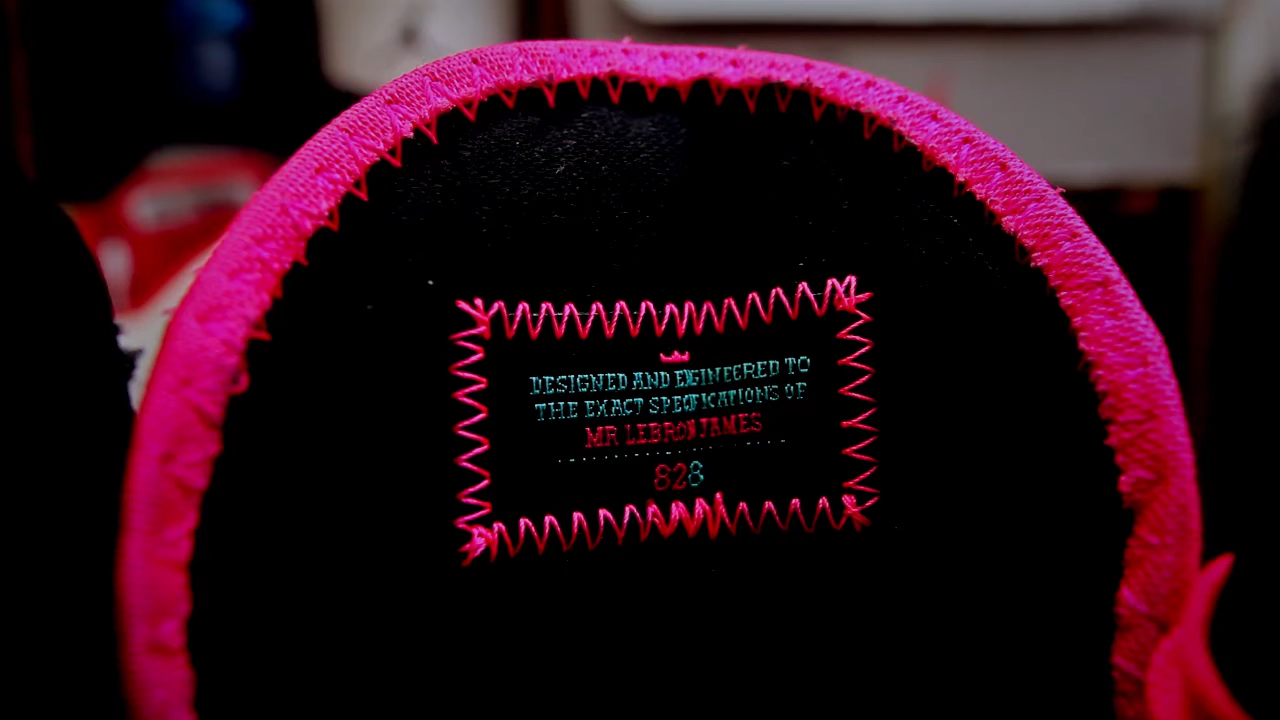 DESIGNED AND ENGINEERED TO
THE EXACT SPECIFICATIONS OF
MR LEBRON JAMES
828